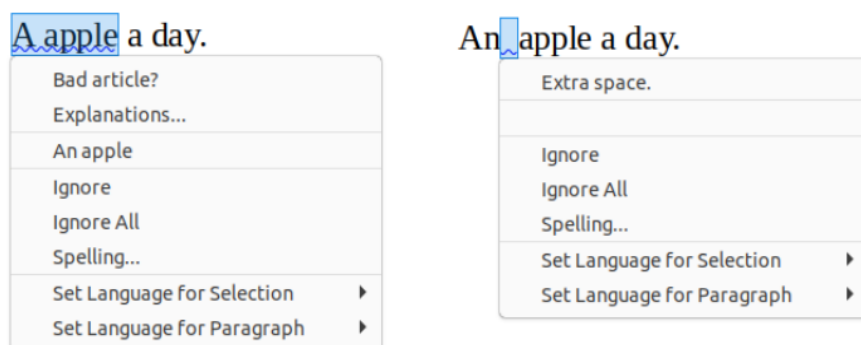 A apple a day.
Bad article?
Explanations...
An apple
Ignore
Ignore All
Spelling...
Set Language for Selection
Set Language for Paragraph
An  apple a day.
Extra space.
Ignore
Ignore All
Spelling...
Set Language for Selection
Set Language for Paragraph